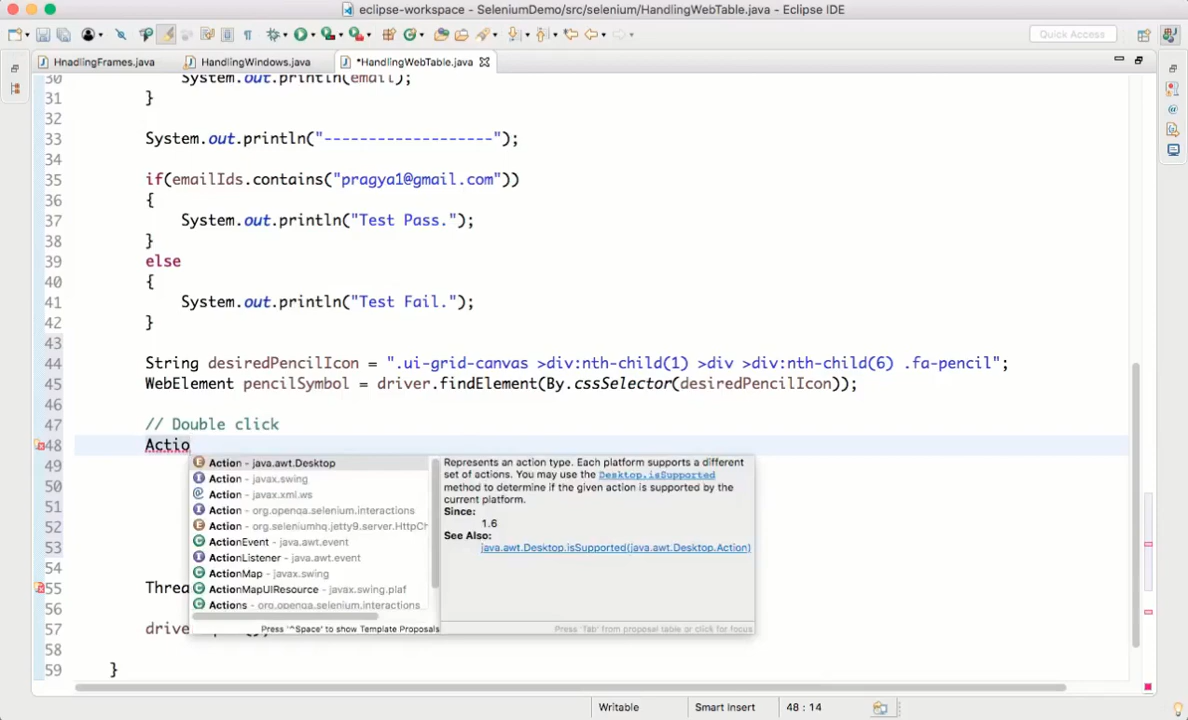 eclipse-workspace - SeleniumDemo/src/selenium/HandlingWebTable.java - Eclipse IDE
Quick Access
HnadlingFrames.java
HandlingWindows.java
*HandlingWebTable.java
30 System.out.println(email);
31 }
32
33 System.out.println("-------------------");
34
35 if(emailIds.contains("pragya1@gmail.com"))
36 {
37 System.out.println("Test Pass.");
38 }
39 else
40 {
41 System.out.println("Test Fail.");
42 }
43
44 String desiredPencilIcon = ".ui-grid-canvas >div:nth-child(1) >div >div:nth-child(6) .fa-pencil";
45 WebElement pencilSymbol = driver.findElement(By.cssSelector(desiredPencilIcon));
46
47 // Double click
48 Actio
49
50
51
52
53
54
55 Threa
56
57 drive
58
59 }
Action - java.awt.Desktop
Action - javax.swing
Action - javax.xml.ws
Action - org.openqa.selenium.interactions
Action - org.seleniumhq.jetty9.server.HttpCh
ActionEvent - java.awt.event
ActionListener - java.awt.event
ActionMap - javax.swing
ActionMapUIResource - javax.swing.plaf
Actions - org.openqa.selenium.interactions
Press '^Space' to show Template Proposals
Represents an action type. Each platform supports a different
set of actions. You may use the Desktop.isSupported
method to determine if the given action is supported by the
current platform.
Since:
1.6
See Also:
java.awt.Desktop.isSupported(java.awt.Desktop.Action)
Press 'Tab' from proposal table or click for focus
Writable
Smart Insert
48 : 14